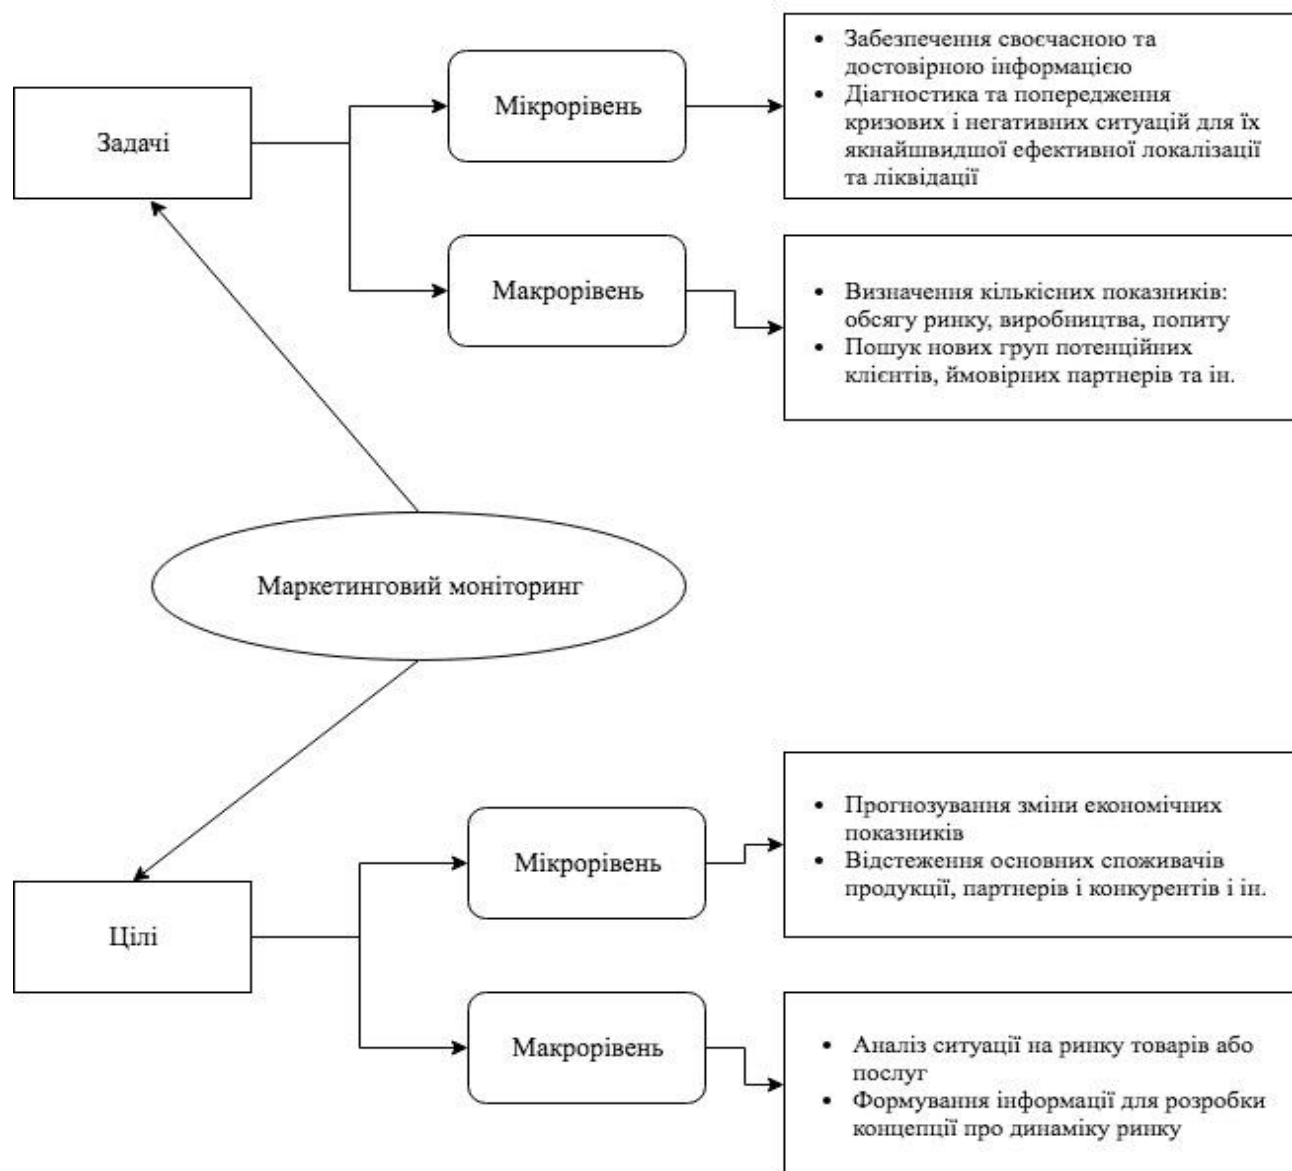 Задачі
Мікрорівень
• Забезпечення своєчасною та
достовірною інформацією
• Діагностика та попередження
кризових і негативних ситуацій для їх
якнайшвидшої ефективної локалізації
та ліквідації
Макрорівень
• Визначення кількісних показників:
обсягу ринку, виробництва, попиту
• Пошук нових груп потенційних
клієнтів, ймовірних партнерів та ін.
Маркетинговий моніторинг
Цілі
Мікрорівень
• Прогнозування зміни економічних
показників
• Відстеження основних споживачів
продукції, партнерів і конкурентів і ін.
Макрорівень
• Аналіз ситуації на ринку товарів або
послуг
• Формування інформації для розробки
концепції про динаміку ринку